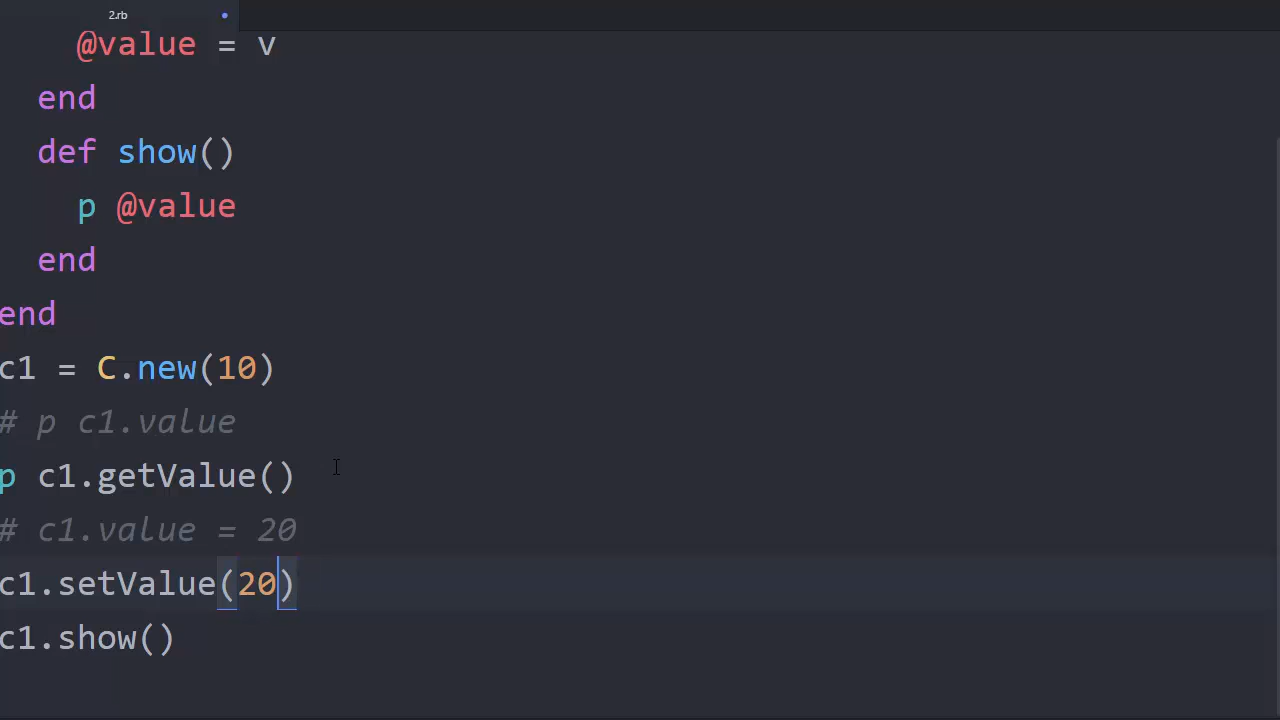 2.rb
@value = v
end
def show()
p @value
end
end
c1 = C.new(10)
# p c1.value
p c1.getValue()
# c1.value = 20
c1.setValue(20)
c1.show()